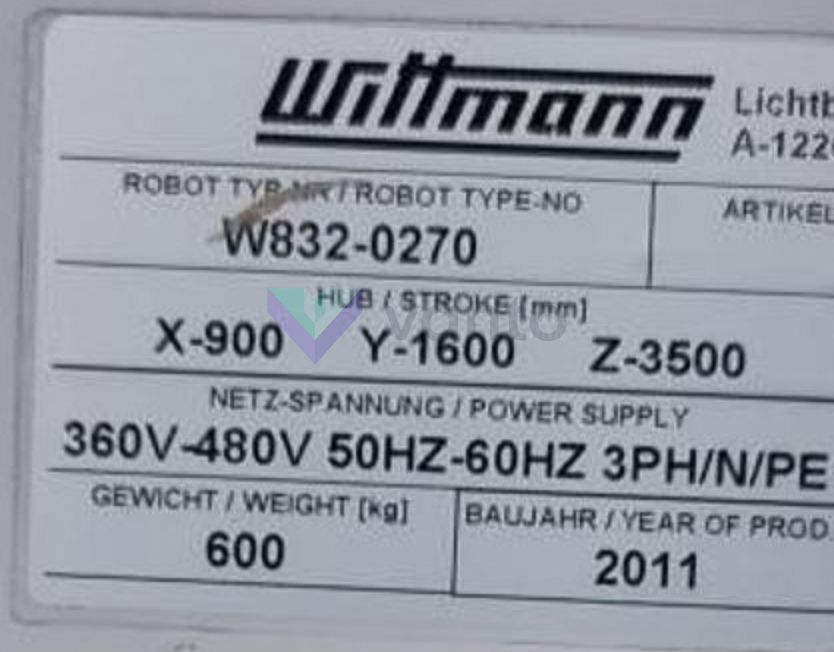 Wittmann
Lichtb
A-122
ROBOT TYP-NR / ROBOT TYPE-NO
ARTIKEL
W832-0270
HUB / STROKE [mm]
vonto
X-900 Y-1600 Z-3500
NETZ-SPANNUNG / POWER SUPPLY
360V-480V 50HZ-60HZ 3PH/N/PE
GEWICHT / WEIGHT [kg]
BAUJAHR / YEAR OF PROD.
600
2011